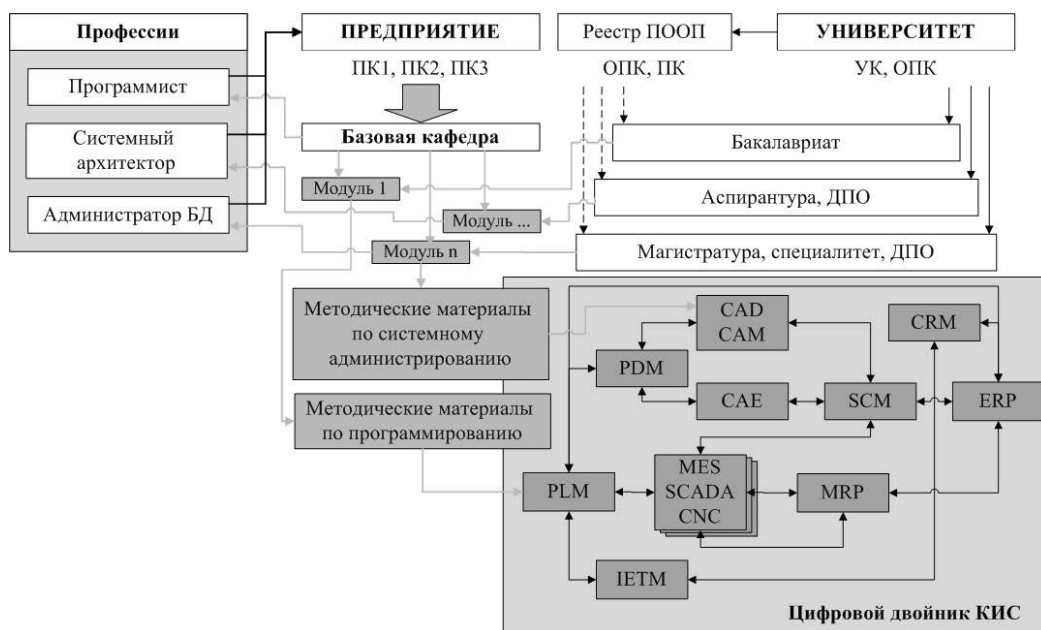 Профессии
ПРЕДПРИЯТИЕ
Реестр ПООП
УНИВЕРСИТЕТ
Программист
Системный
архитектор
Администратор БД
ПК1, ПК2, ПК3
ОПК, ПК
УК, ОПК
Базовая кафедра
Бакалавриат
Модуль 1
Аспирантура, ДПО
Модуль ...
Модуль n
Магистратура, специалитет, ДПО
Методические материалы
по системному
администрированию
Методические материалы
по программированию
CAD
CAM
CRM
PDM
CAE
SCM
ERP
MES
SCADA
CNC
PLM
MRP
IETM
Цифровой двойник КИС